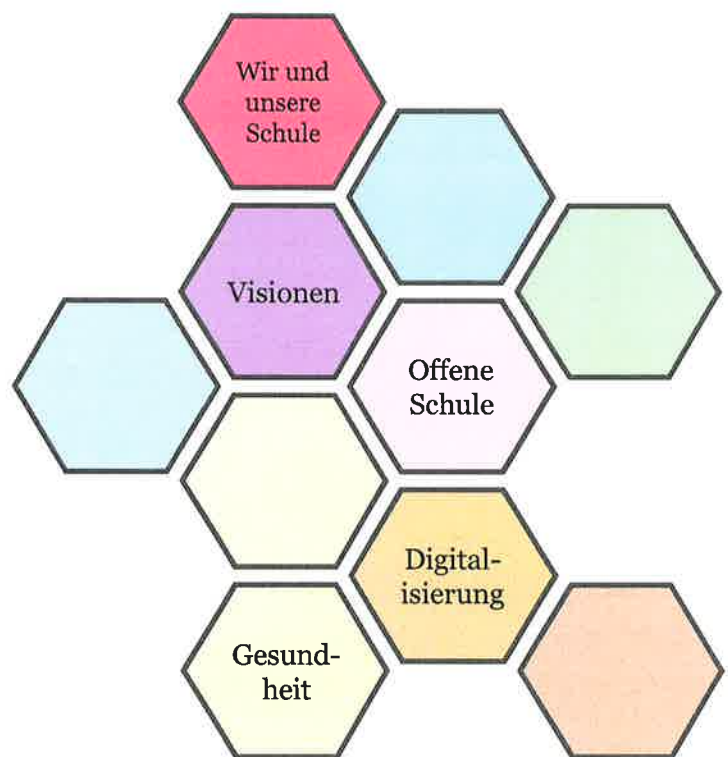 Wir und
unsere
Schule
Visionen
Offene
Schule
Digital-
isierung
Gesund-
heit